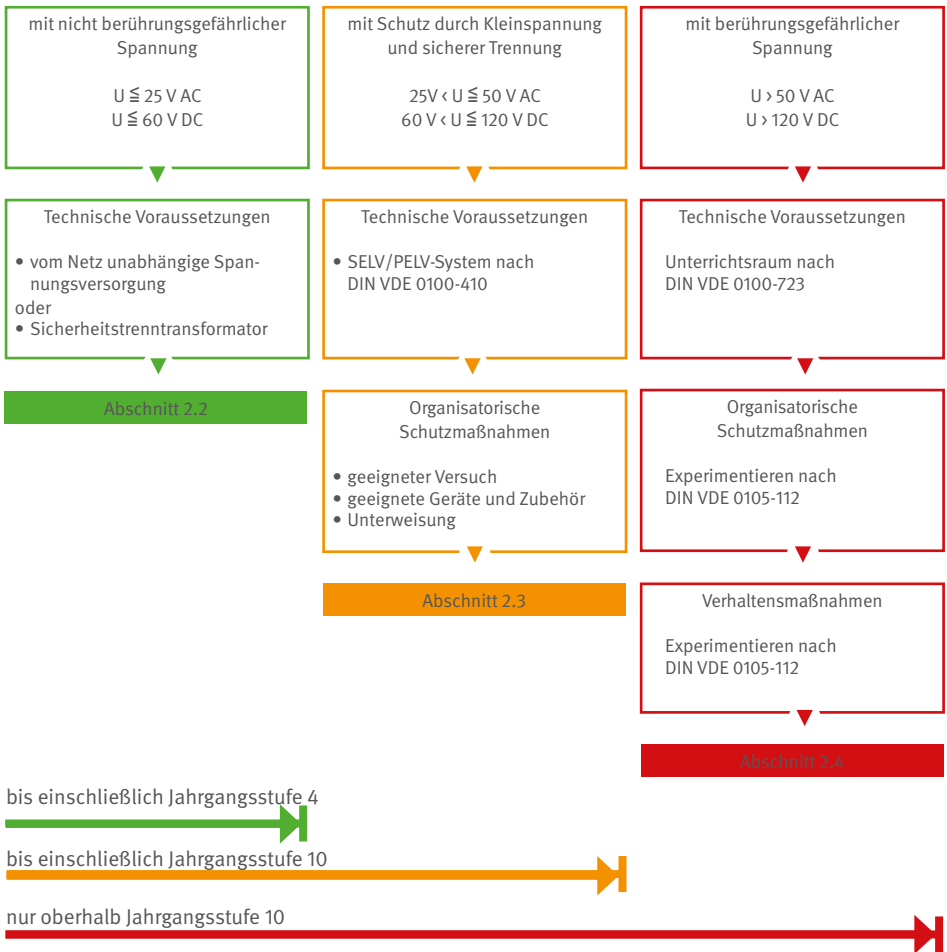 mit nicht berührungsgefährlicher
Spannung
U ≦ 25 V AC
U ≦ 60 V DC
mit Schutz durch Kleinspannung
und sicherer Trennung
25V < U ≦ 50 V AC
60 V < U ≦ 120 V DC
mit berührungsgefährlicher
Spannung
U > 50 V AC
U > 120 V DC
Technische Voraussetzungen
• vom Netz unabhängige Span-
nungsversorgung
oder
• Sicherheitstrenntransformator
Technische Voraussetzungen
• SELV/PELV-System nach
DIN VDE 0100-410
Technische Voraussetzungen
Unterrichtsraum nach
DIN VDE 0100-723
Abschnitt 2.2
Organisatorische
Schutzmaßnahmen
• geeigneter Versuch
• geeignete Geräte und Zubehör
• Unterweisung
Organisatorische
Schutzmaßnahmen
Experimentieren nach
DIN VDE 0105-112
Abschnitt 2.3
Verhaltensmaßnahmen
Experimentieren nach
DIN VDE 0105-112
Abschnitt 2.4
bis einschließlich Jahrgangsstufe 4
bis einschließlich Jahrgangsstufe 10
nur oberhalb Jahrgangsstufe 10